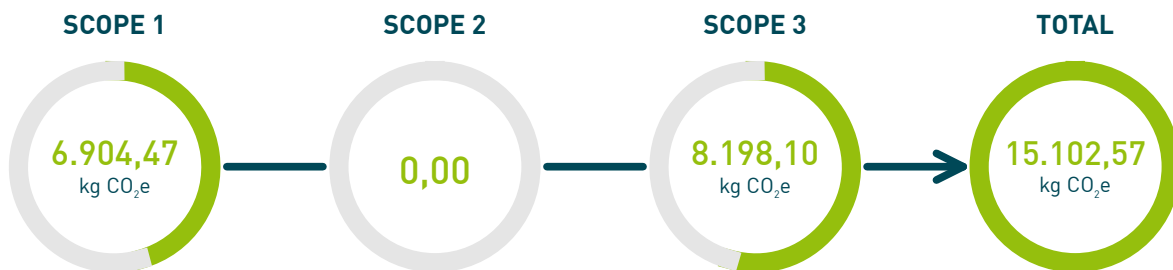 SCOPE 1
6.904,47
kg CO₂e
SCOPE 2
0,00
SCOPE 3
8.198,10
kg CO₂e
TOTAL
15.102,57
kg CO₂e